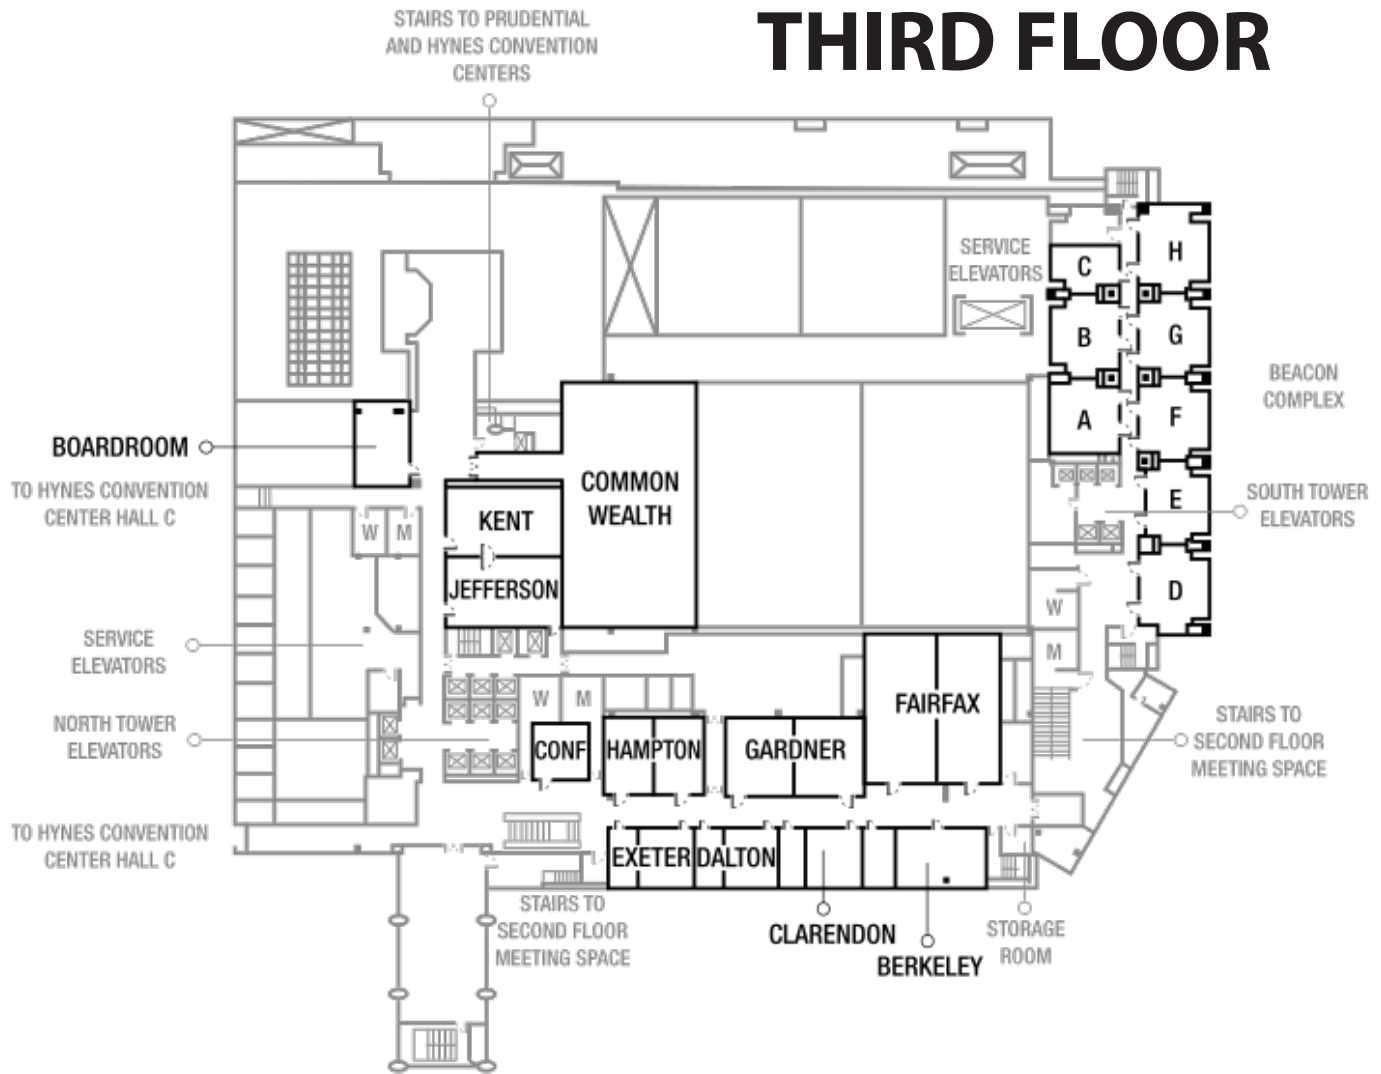 THIRD FLOOR
STAIRS TO PRUDENTIAL
AND HYNES CONVENTION
CENTERS
SERVICE
ELEVATORS
C
H
B
G
A
F
BEACON
COMPLEX
BOARDROOM
TO HYNES CONVENTION
CENTER HALL C
W
M
KENT
JEFFERSON
COMMON
WEALTH
E
SOUTH TOWER
ELEVATORS
D
W
M
SERVICE
ELEVATORS
NORTH TOWER
ELEVATORS
W
M
CONF
HAMPTON
GARDNER
FAIRFAX
STAIRS TO
SECOND FLOOR
MEETING SPACE
TO HYNES CONVENTION
CENTER HALL C
EXETER
DALTON
STAIRS TO
SECOND FLOOR
MEETING SPACE
CLARENDON
BERKELEY
STORAGE
ROOM